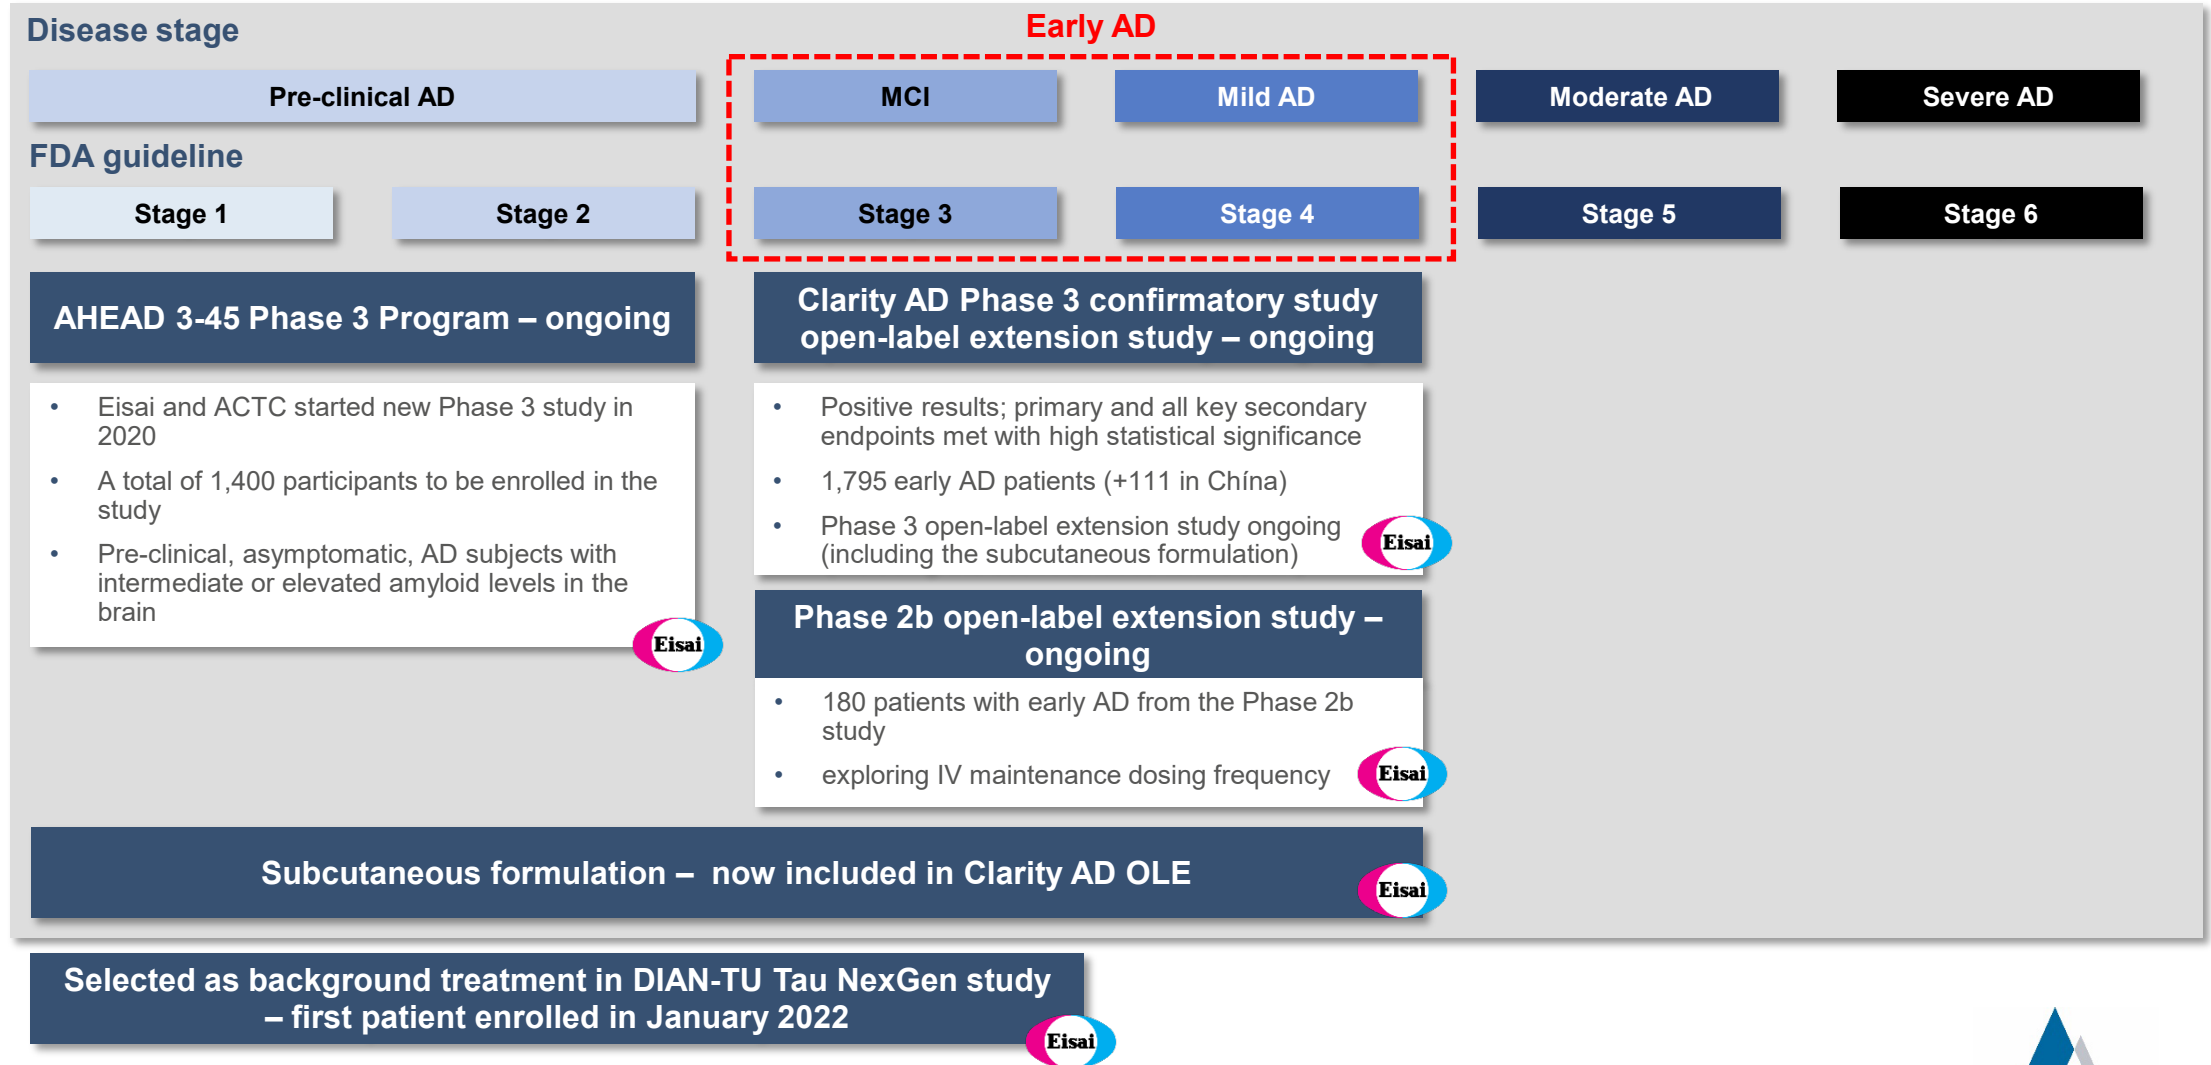 Disease stage
Early AD
Pre-clinical AD
MCI
Mild AD
Moderate AD
Severe AD
FDA guideline
Stage 1
Stage 2
Stage 3
Stage 4
Stage 5
Stage 6
AHEAD 3-45 Phase 3 Program – ongoing
• Eisai and ACTC started new Phase 3 study in
2020
• A total of 1,400 participants to be enrolled in the
study
• Pre-clinical, asymptomatic, AD subjects with
intermediate or elevated amyloid levels in the
brain
Eisai
Clarity AD Phase 3 confirmatory study
open-label extension study – ongoing
• Positive results; primary and all key secondary
endpoints met with high statistical significance
• 1,795 early AD patients (+111 in Chína)
• Phase 3 open-label extension study ongoing
(including the subcutaneous formulation)
Eisai
Phase 2b open-label extension study –
ongoing
• 180 patients with early AD from the Phase 2b
study
• exploring IV maintenance dosing frequency
Eisai
Subcutaneous formulation – now included in Clarity AD OLE
Eisai
Selected as background treatment in DIAN-TU Tau NexGen study
– first patient enrolled in January 2022
Eisai